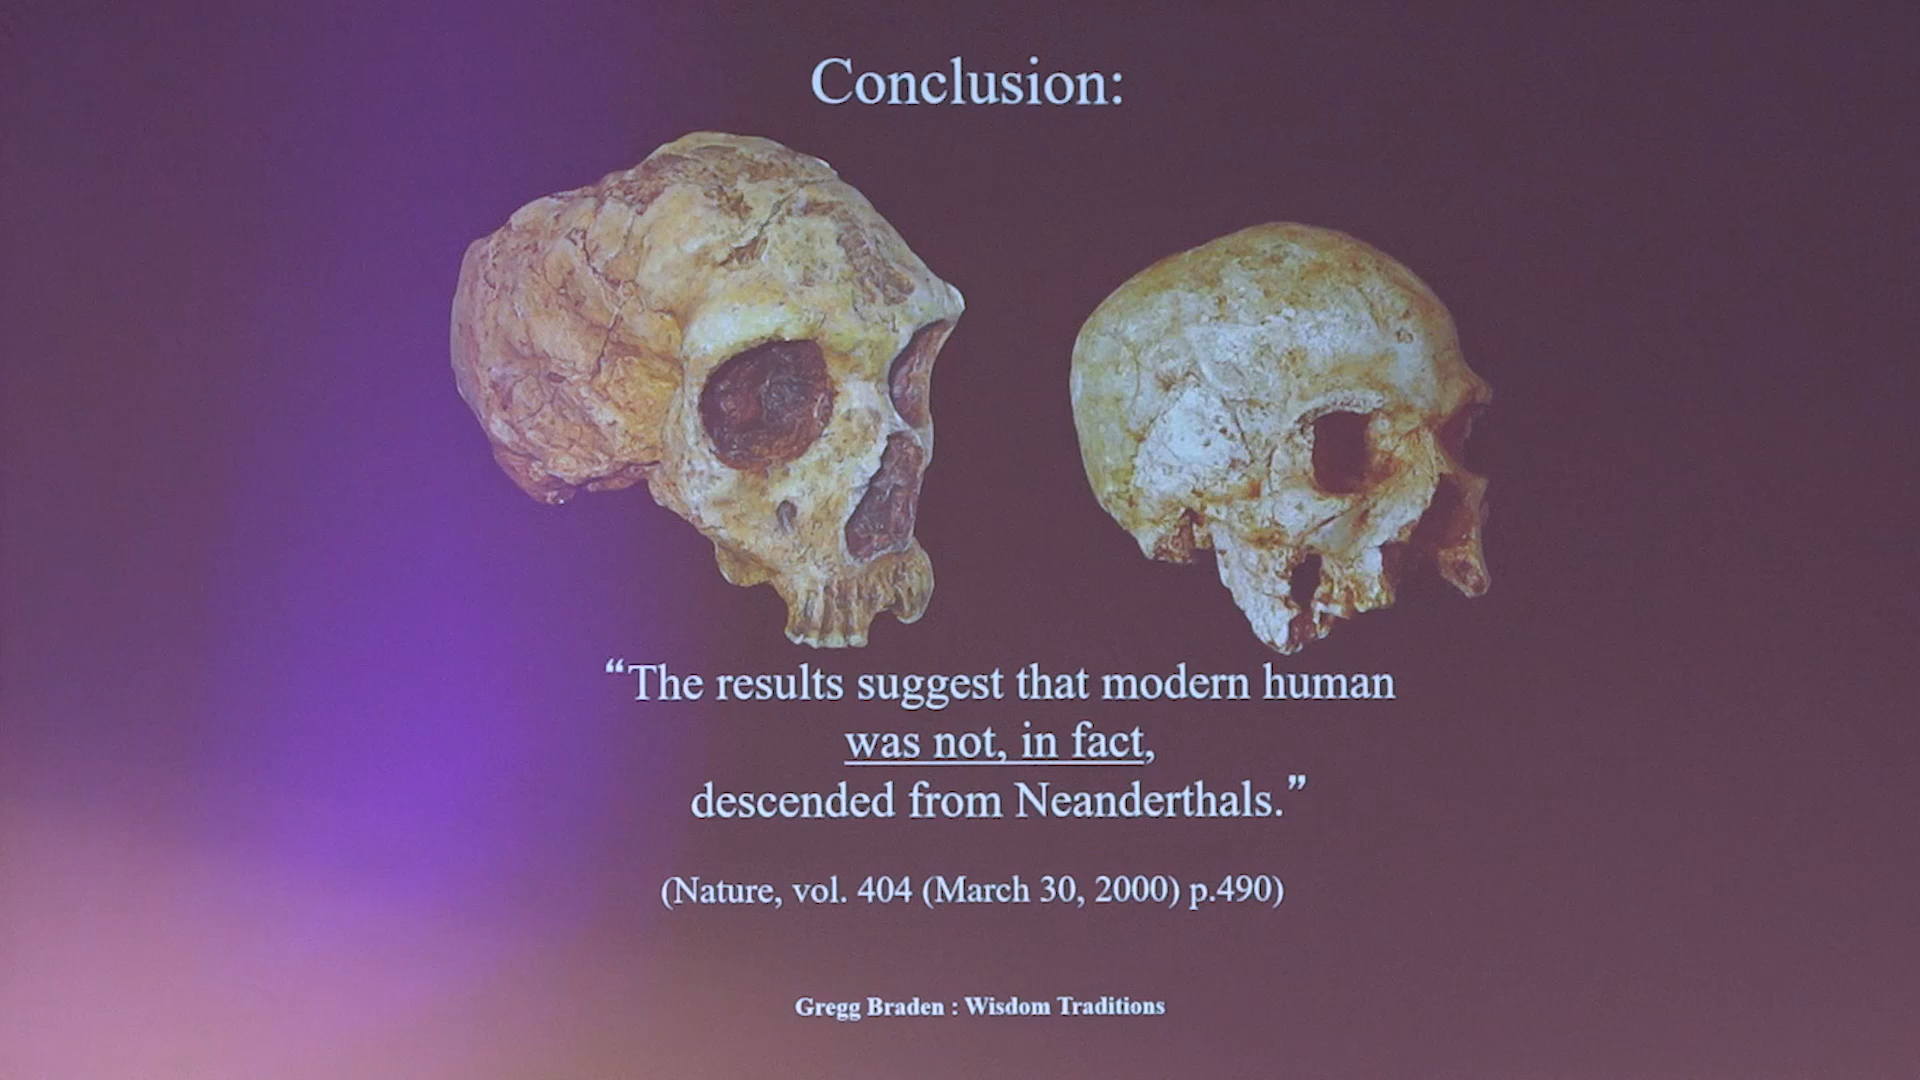 Conclusion:
“The results suggest that modern human
was not, in fact,
descended from Neanderthals.”
(Nature, vol. 404 (March 30, 2000) p.490)
Gregg Braden : Wisdom Traditions